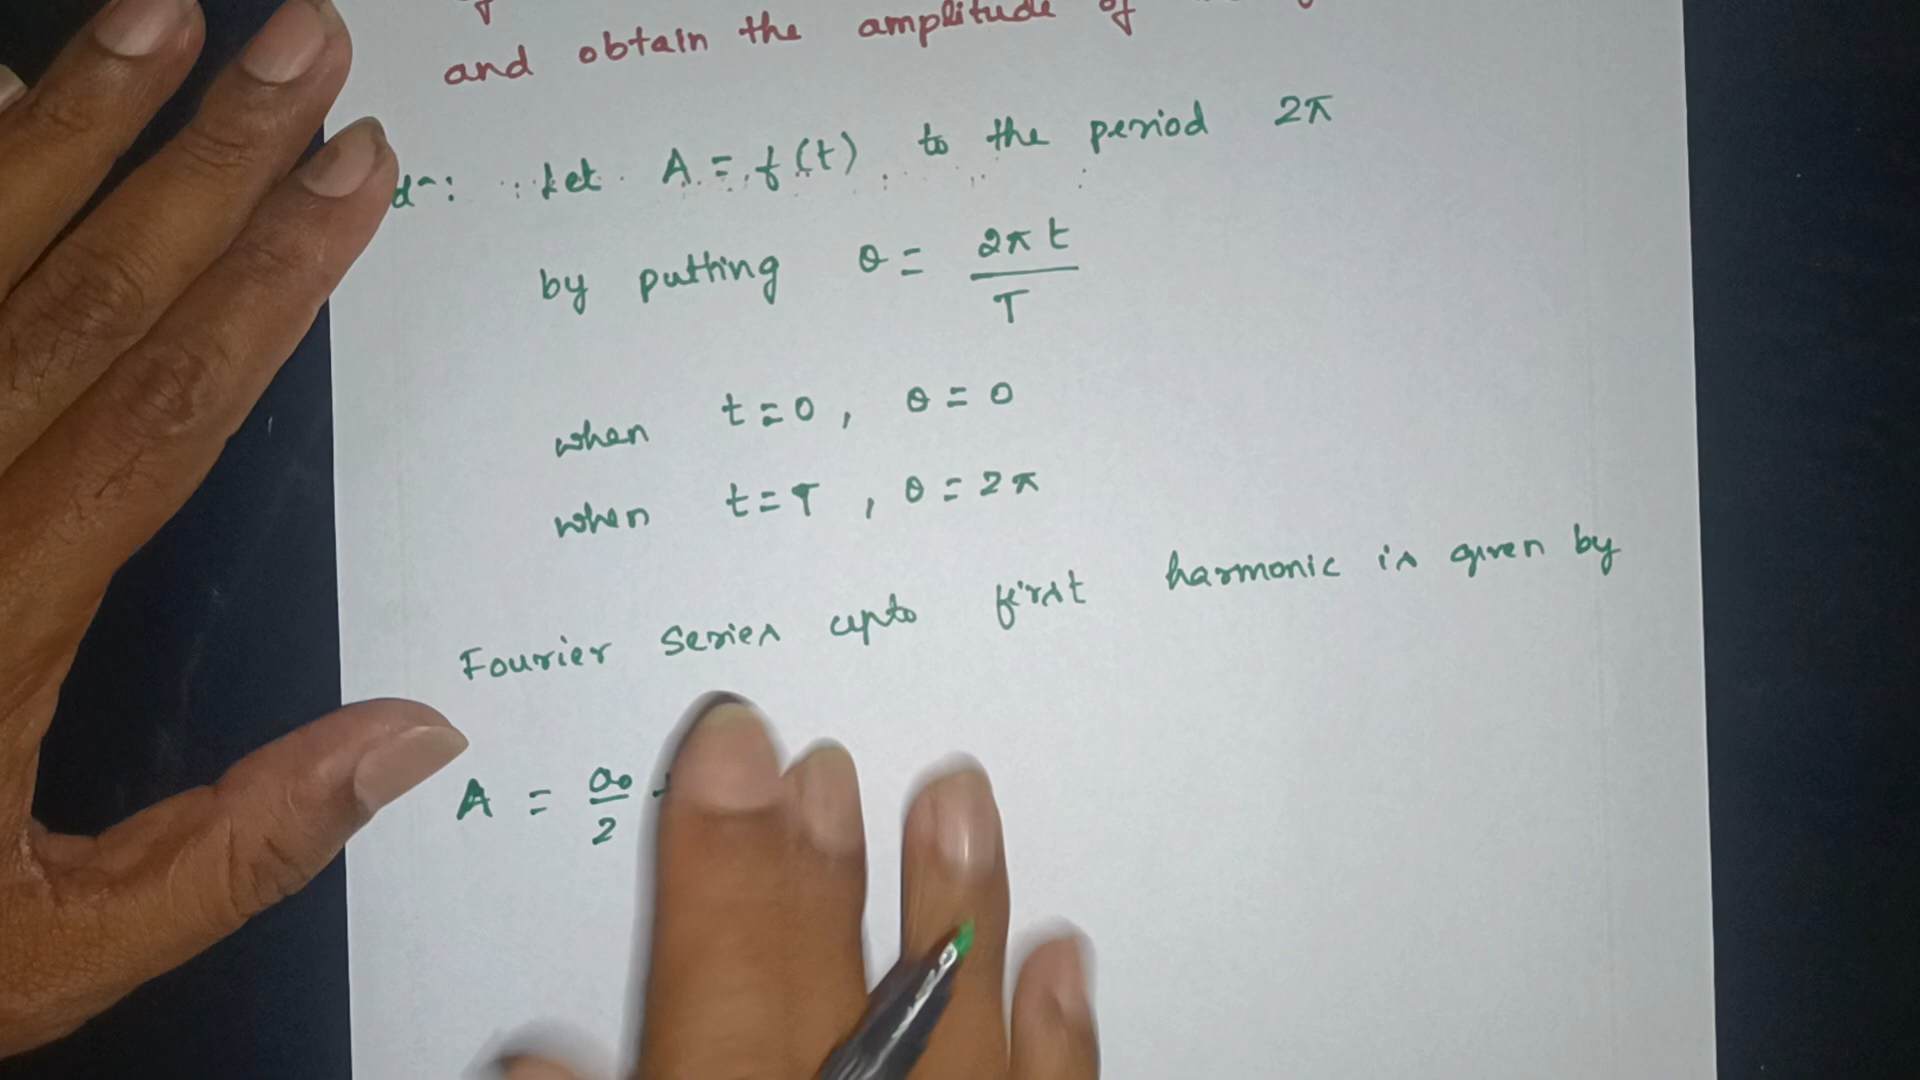 and obtain the amplitude of
Let A = f(t) to the period 2π
by putting θ = 2πt / T
when t=0, θ = 0
when t=T, θ = 2π
Fourier Series upto first harmonic is given by
A = a₀/2